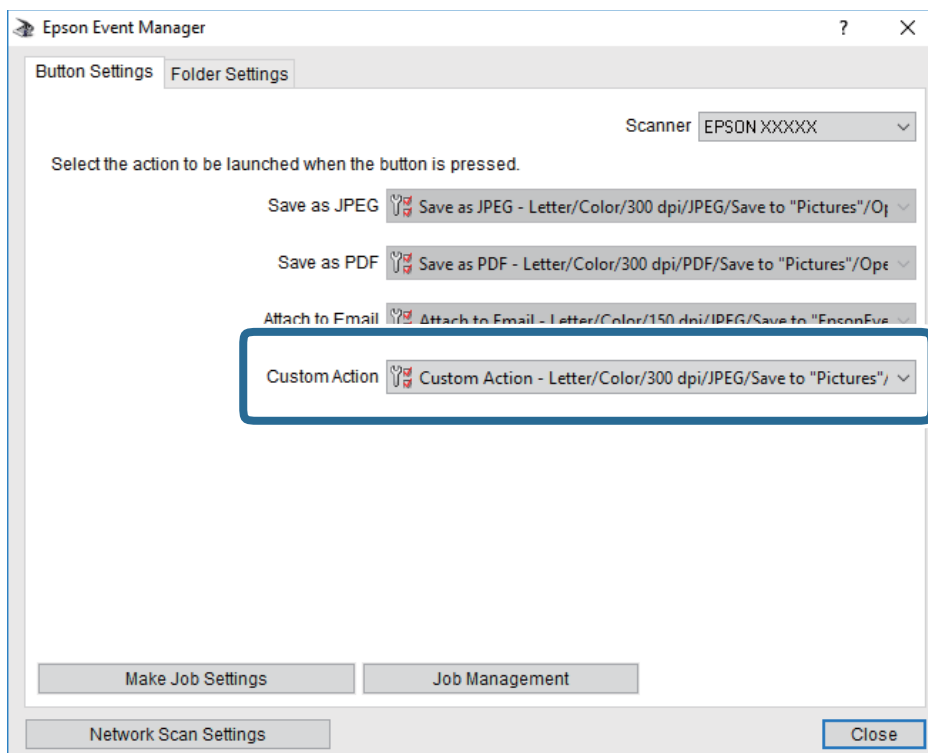 Epson Event Manager
Button Settings Folder Settings
Scanner EPSON XXXXX
Select the action to be launched when the button is pressed.
Save as JPEG Save as JPEG - Letter/Color/300 dpi/JPEG/Save to "Pictures"/Op
Save as PDF Save as PDF - Letter/Color/300 dpi/PDF/Save to "Pictures"/Ope
Attach to Email Attach to Email - Letter/Color/150 dpi/JPEG/Save to "EpsonEve
Custom Action Custom Action - Letter/Color/300 dpi/JPEG/Save to "Pictures"/
Make Job Settings Job Management
Network Scan Settings Close